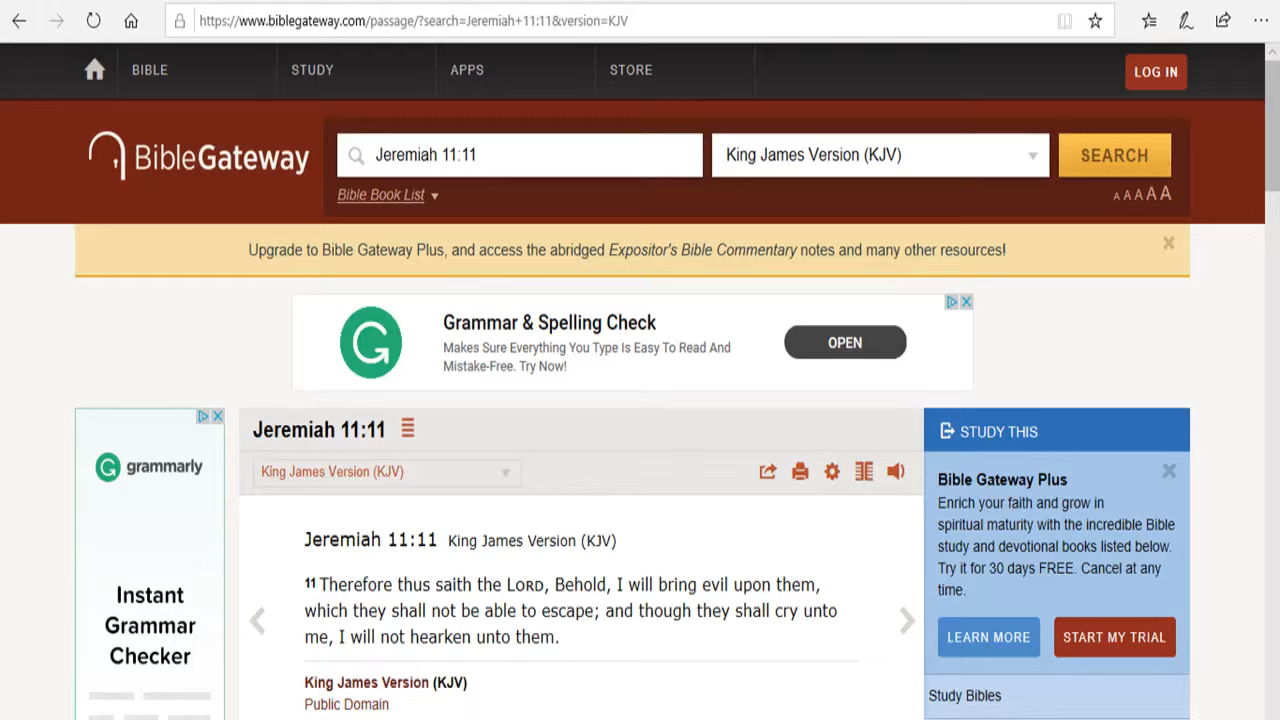 https://www.biblegateway.com/passage/?search=Jeremiah+11:11&version=KJV
BIBLE
STUDY
APPS
STORE
LOG IN
BibleGateway
Jeremiah 11:11
King James Version (KJV)
SEARCH
Bible Book List
A A A A A
Upgrade to Bible Gateway Plus, and access the abridged Expositor's Bible Commentary notes and many other resources!
Grammar & Spelling Check
Makes Sure Everything You Type Is Easy To Read And
Mistake-Free. Try Now!
OPEN
grammarly
Instant
Grammar
Checker
Jeremiah 11:11
King James Version (KJV)
Jeremiah 11:11 King James Version (KJV)
11 Therefore thus saith the LORD, Behold, I will bring evil upon them,
which they shall not be able to escape; and though they shall cry unto
me, I will not hearken unto them.
King James Version (KJV)
Public Domain
STUDY THIS
Bible Gateway Plus
Enrich your faith and grow in
spiritual maturity with the incredible Bible
study and devotional books listed below.
Try it for 30 days FREE. Cancel at any
time.
LEARN MORE
START MY TRIAL
Study Bibles